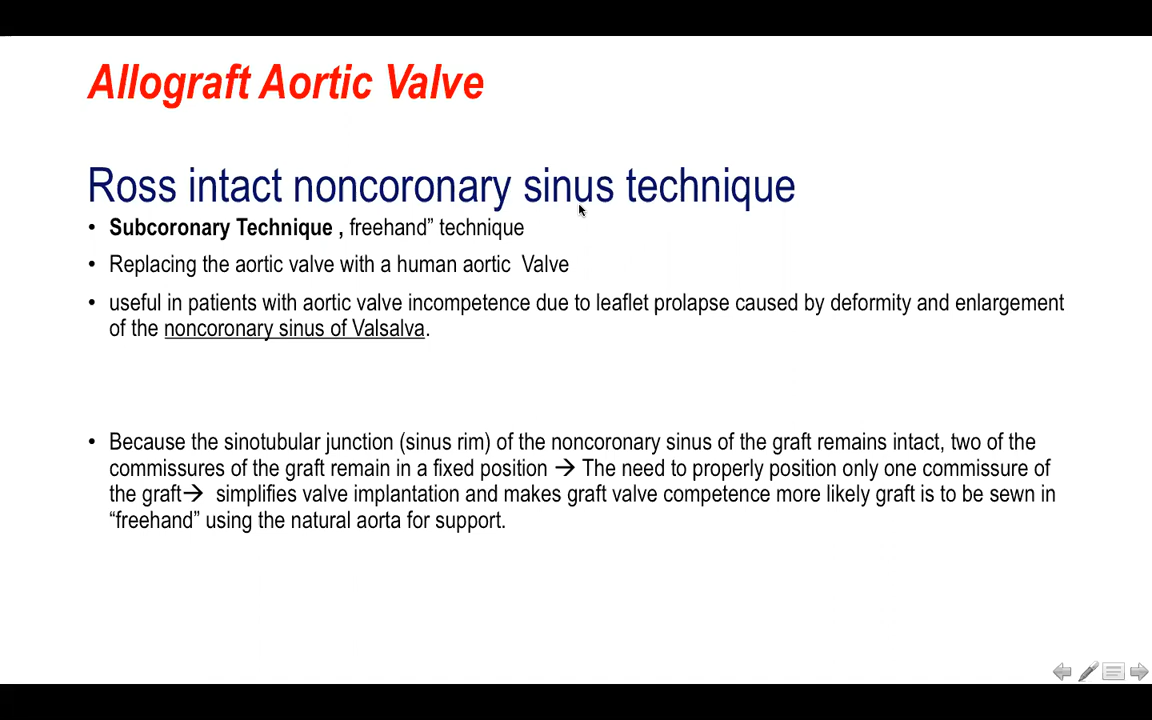 Allograft Aortic Valve
Ross intact noncoronary sinus technique
• Subcoronary Technique , freehand” technique
• Replacing the aortic valve with a human aortic Valve
• useful in patients with aortic valve incompetence due to leaflet prolapse caused by deformity and enlargement
of the noncoronary sinus of Valsalva.
• Because the sinotubular junction (sinus rim) of the noncoronary sinus of the graft remains intact, two of the
commissures of the graft remain in a fixed position → The need to properly position only one commissure of
the graft→ simplifies valve implantation and makes graft valve competence more likely graft is to be sewn in
“freehand” using the natural aorta for support.